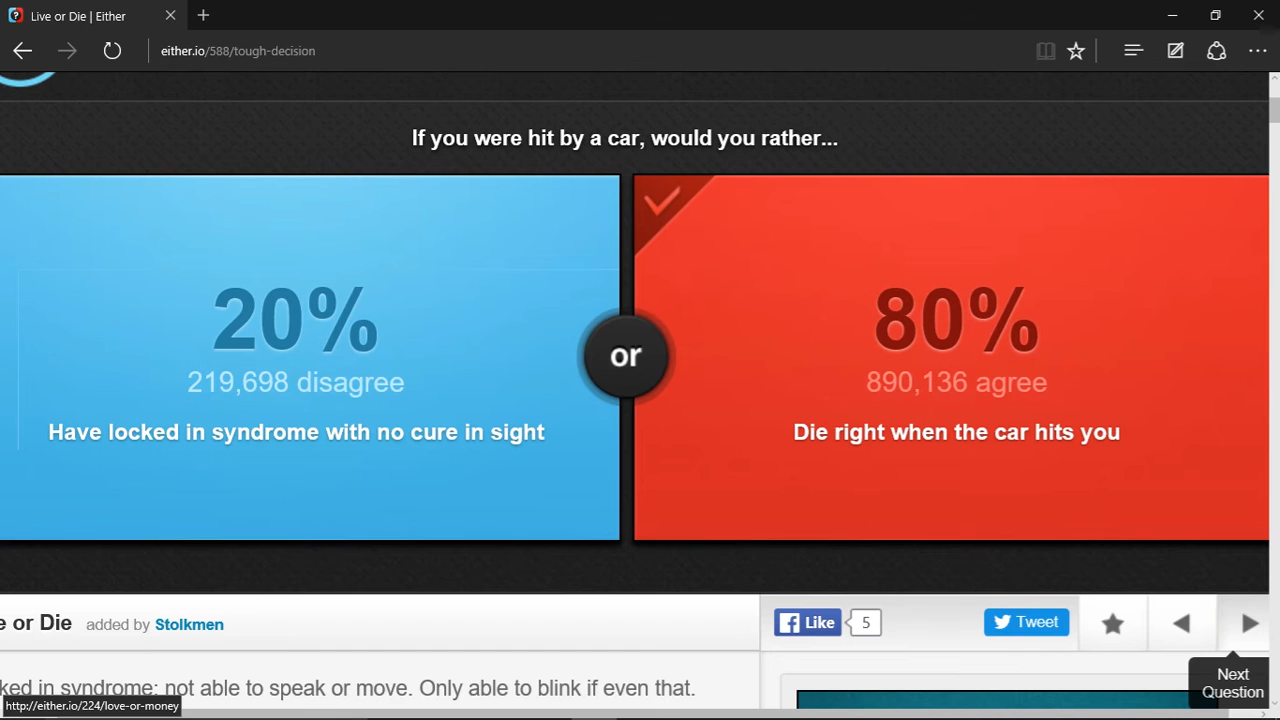 Live or Die | Either
either.io/588/tough-decision
If you were hit by a car, would you rather...
20%
219,698 disagree
Have locked in syndrome with no cure in sight
or
80%
890,136 agree
Die right when the car hits you
e or Die added by Stolkmen
Like 5
Tweet
Next
Question
ked in syndrome: not able to speak or move. Only able to blink if even that.
http://either.io/224/love-or-money